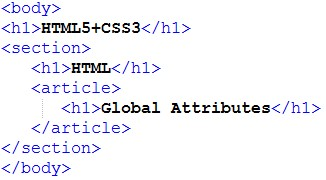 <body>
<h1>HTML5+CSS3</h1>
<section>
<h1>HTML</h1>
<article>
<h1>Global Attributes</h1>
</article>
</section>
</body>